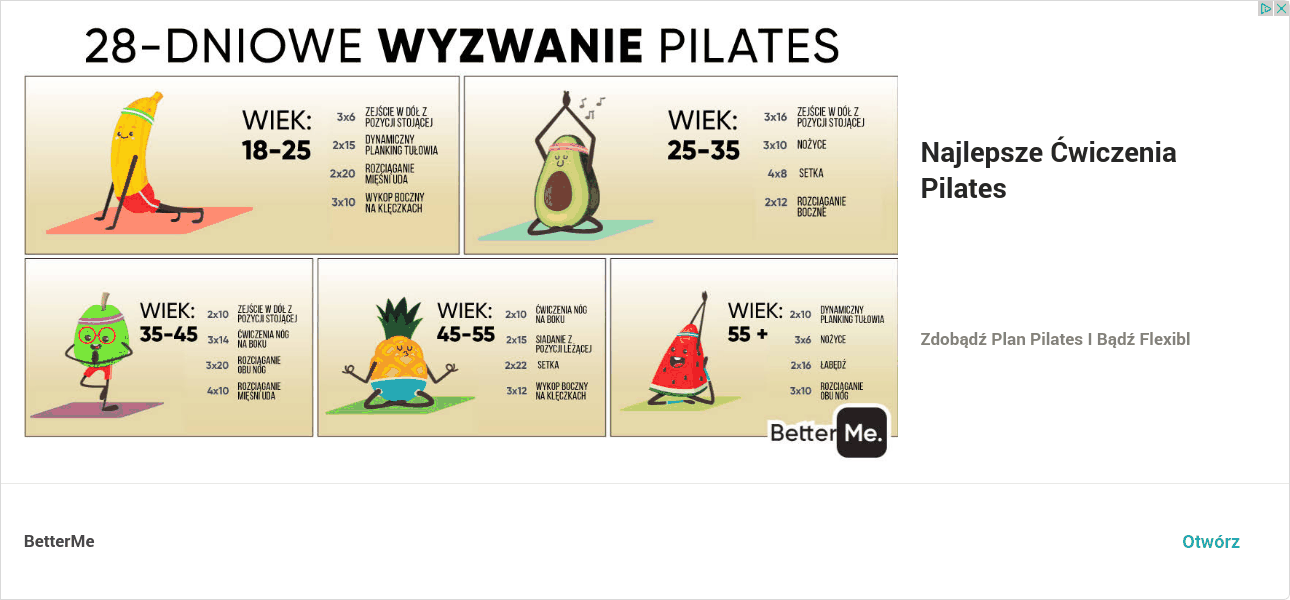 28-DNIOWE WYZWANIE PILATES
WIEK:
18-25
3x6 ZEJŚCIE W DÓŁ Z
POZYCJI STOJĄCEJ
2x15 DYNAMICZNY
PLANKING TUŁOWIA
2x20 ROZCIĄGANIE
MIĘŚNI UDA
3x10 WYKOP BOCZNY
NA KLĘCZKACH
WIEK:
25-35
3x16 ZEJŚCIE W DÓŁ Z
POZYCJI STOJĄCEJ
3x10 NOŻYCE
4x8 SETKA
2x12 ROZCIĄGANIE
BOCZNE
WIEK:
35-45
2x10 ZEJŚCIE W DÓŁ Z
POZYCJI STOJĄCEJ
3x14 ĆWICZENIA NÓG
NA BOKU
3x20 ROZCIĄGANIE
OBU NÓG
4x10 ROZCIĄGANIE
MIĘŚNI UDA
WIEK:
45-55
2x10 ĆWICZENIA NÓG
NA BOKU
2x15 SIADANIE Z
POZYCJI LEŻĄCEJ
2x22 SETKA
3x12 WYKOP BOCZNY
NA KLĘCZKACH
WIEK:
55 +
2x10 DYNAMICZNY
PLANKING TUŁOWIA
3x6 NOŻYCE
2x16 ŁABĘDŹ
3x10 ROZCIĄGANIE
OBU NÓG
BetterMe.
Najlepsze Ćwiczenia
Pilates
Zdobądź Plan Pilates I Bądź Flexibl
BetterMe
Otwórz